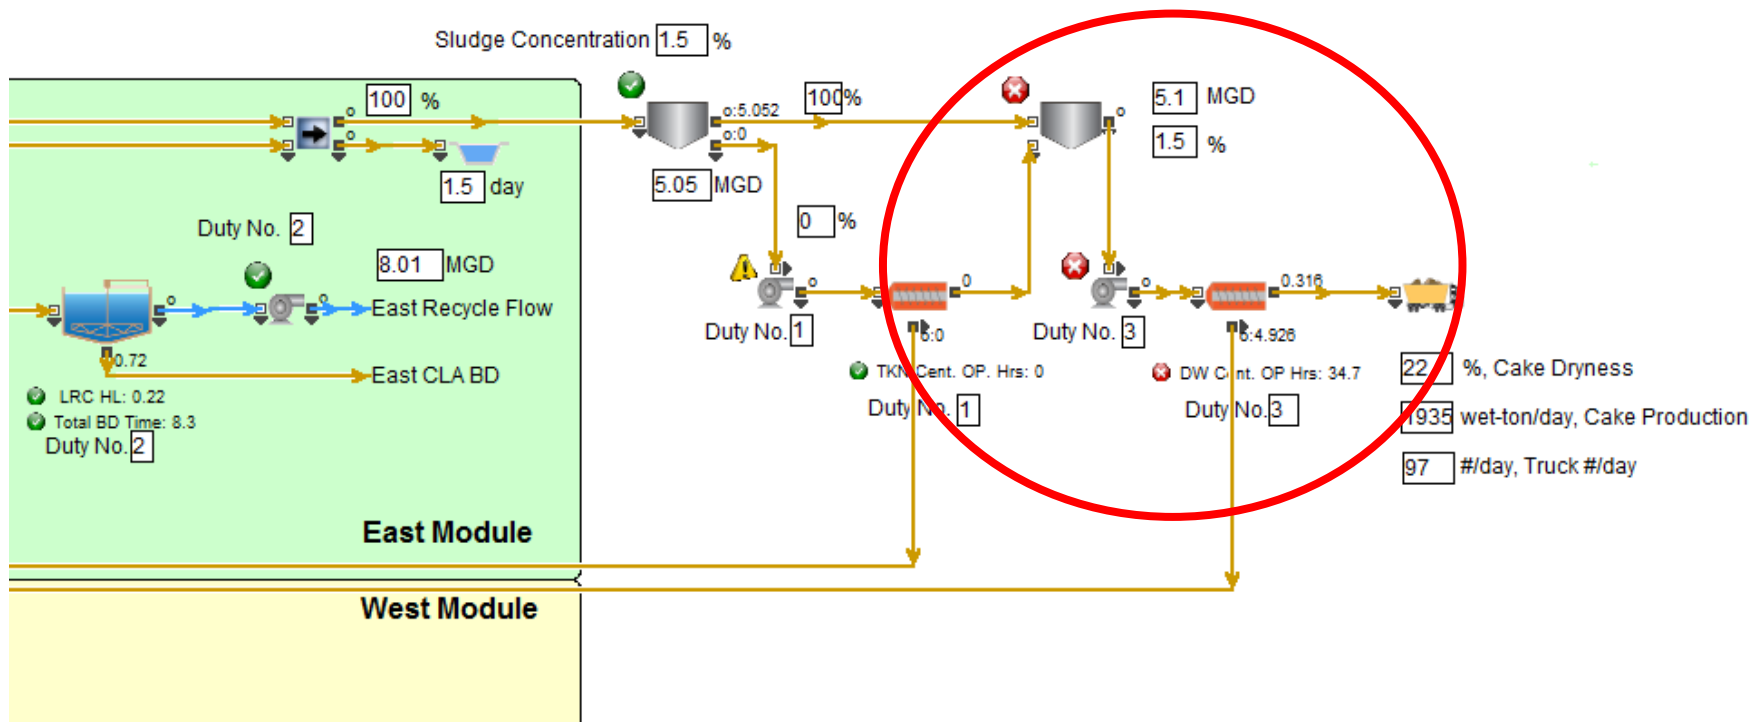 Sludge Concentration 1.5 %
100 %
o
o
1.5 day
o:5.052
o:0
100%
5.05 MGD
0 %
o
5.1 MGD
1.5 %
Duty No. 2
8.01 MGD
o
o
East Recycle Flow
0.72
East CLA BD
LRC HL: 0.22
Total BD Time: 8.3
Duty No. 2
o
0
Duty No. 1
o:0
TKN Cent. OP. Hrs: 0
Duty No. 1
o
0.316
Duty No. 3
6:4.926
DW Cent. OP Hrs: 34.7
Duty No. 3
22 %, Cake Dryness
1935 wet-ton/day, Cake Production
97 #/day, Truck #/day
East Module
West Module